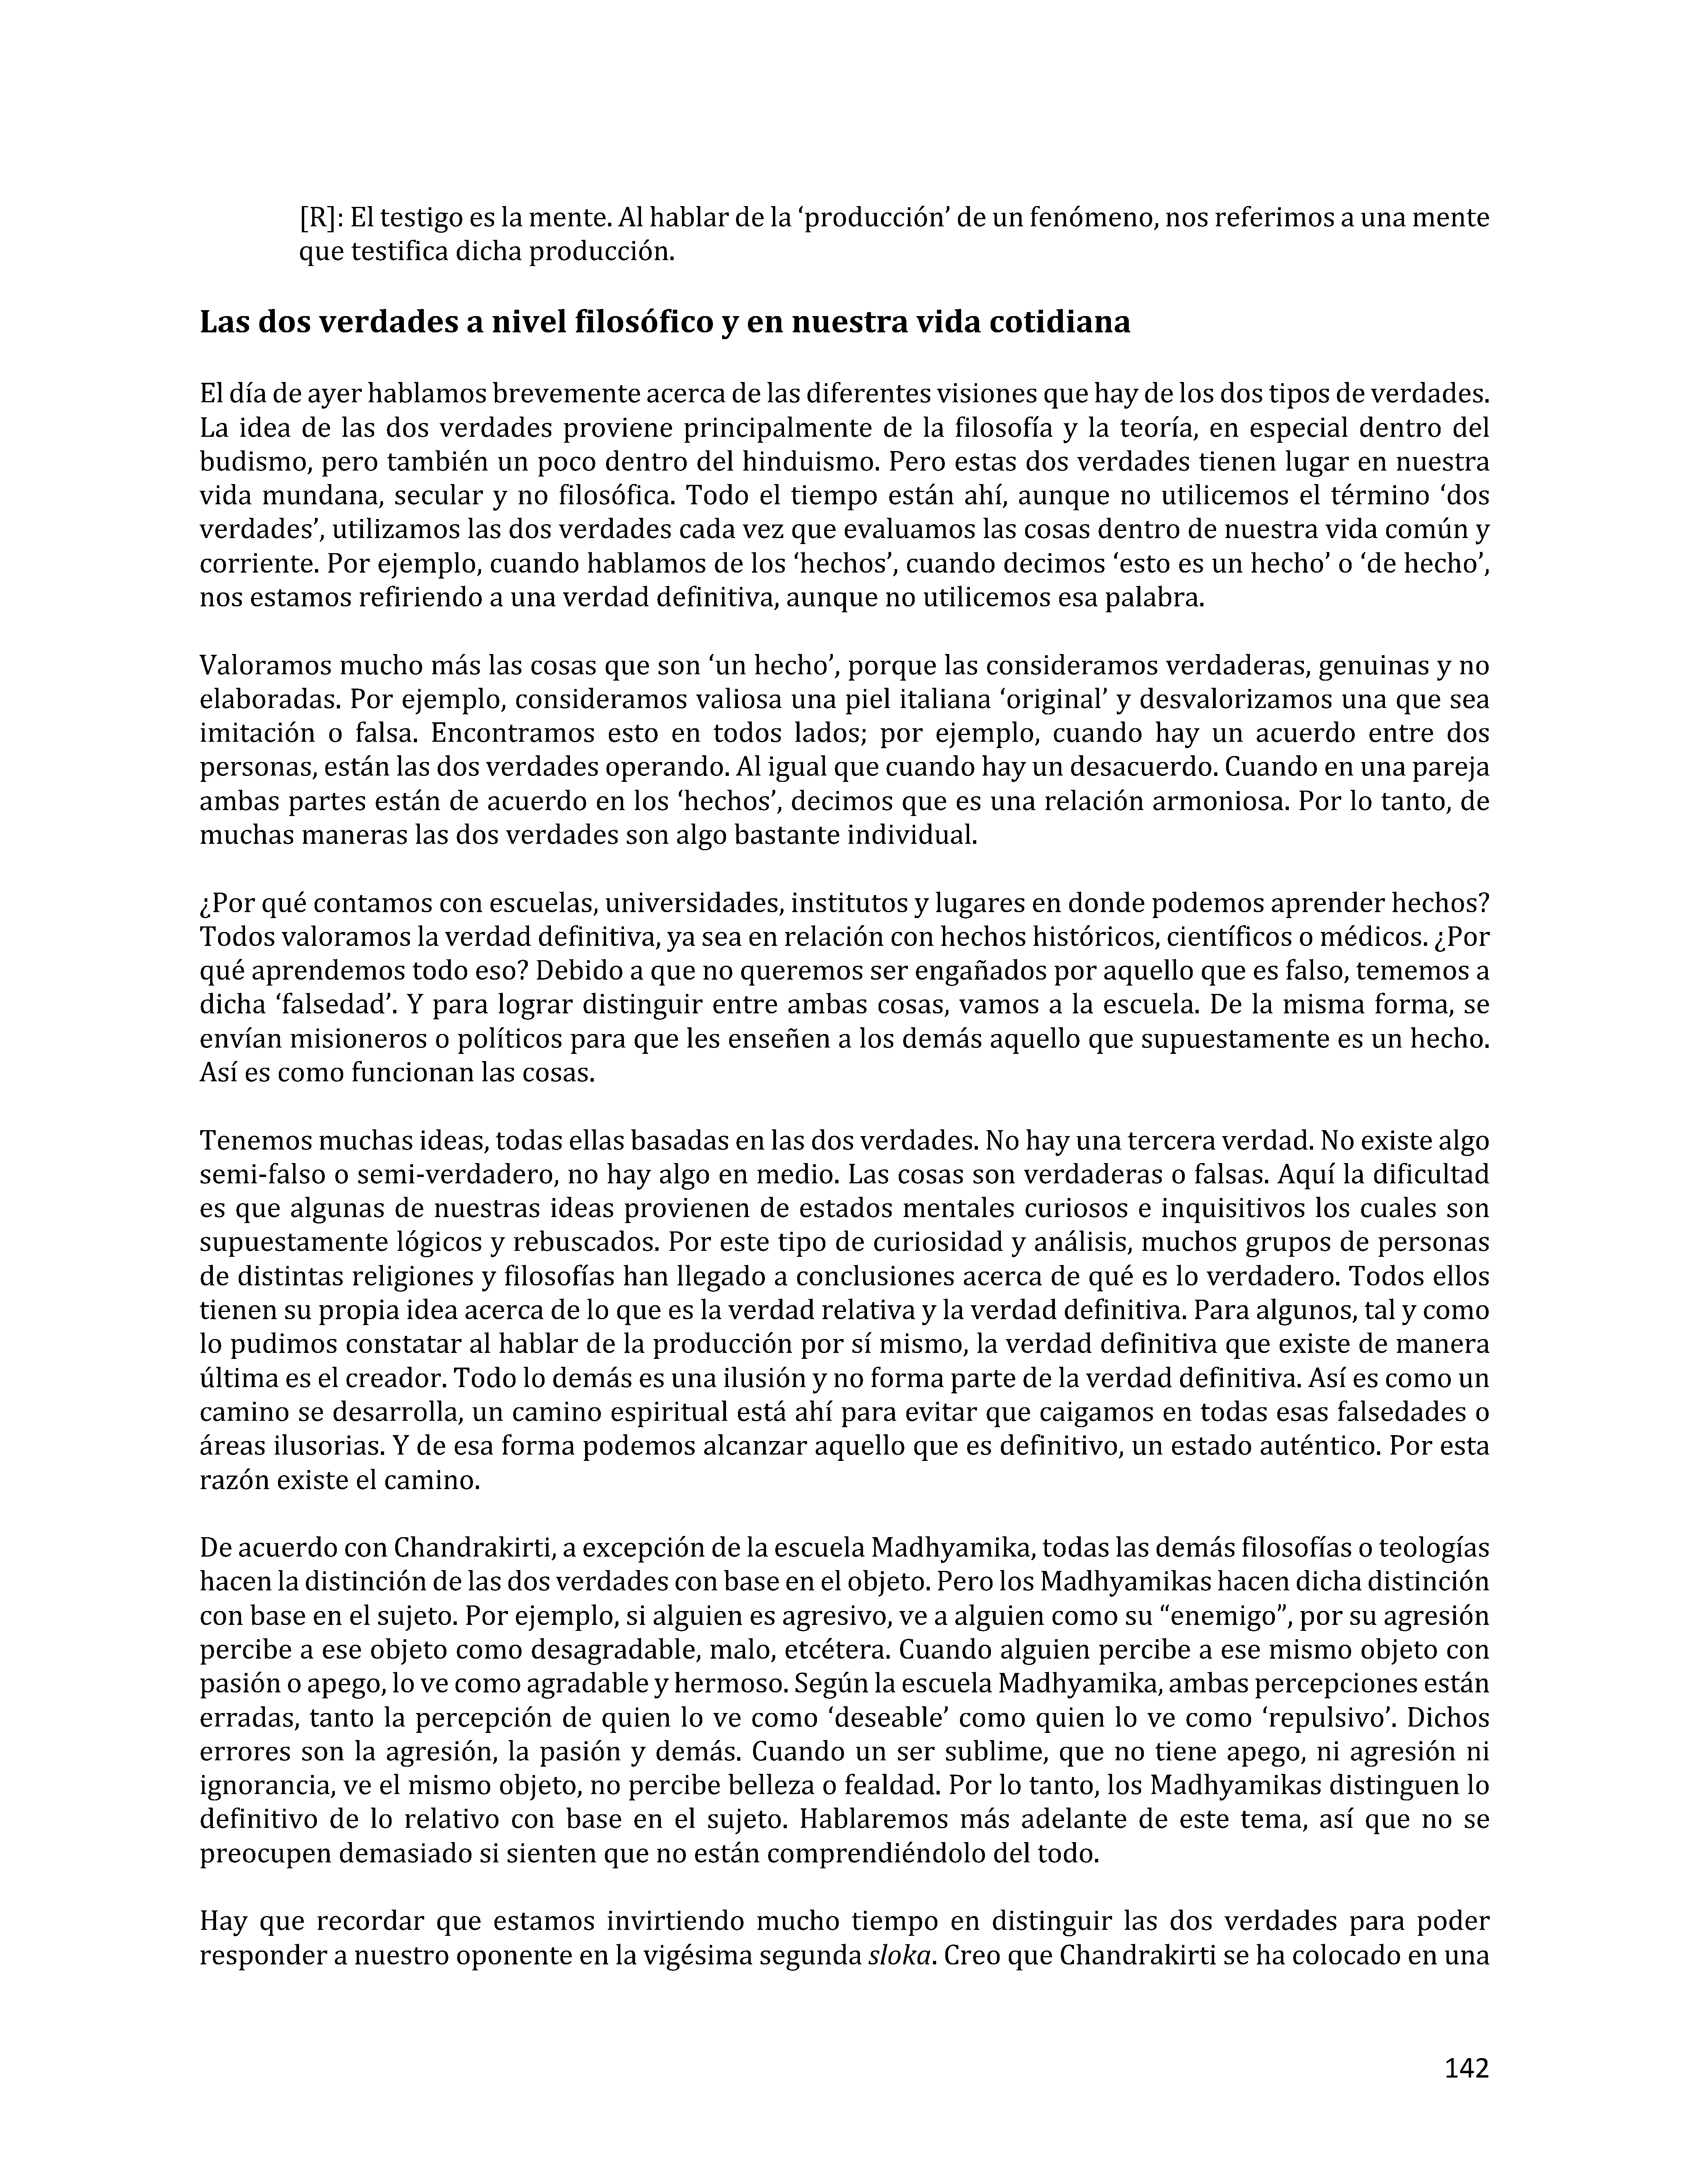 [R]: El testigo es la mente. Al hablar de la ‘producción’ de un fenómeno, nos referimos a una mente
que testifica dicha producción.
Las dos verdades a nivel filosófico y en nuestra vida cotidiana
El día de ayer hablamos brevemente acerca de las diferentes visiones que hay de los dos tipos de verdades.
La idea de las dos verdades proviene principalmente de la filosofía y la teoría, en especial dentro del
budismo, pero también un poco dentro del hinduismo. Pero estas dos verdades tienen lugar en nuestra
vida mundana, secular y no filosófica. Todo el tiempo están ahí, aunque no utilicemos el término ‘dos
verdades’, utilizamos las dos verdades cada vez que evaluamos las cosas dentro de nuestra vida común y
corriente. Por ejemplo, cuando hablamos de los ‘hechos’, cuando decimos ‘esto es un hecho’ o ‘de hecho’,
nos estamos refiriendo a una verdad definitiva, aunque no utilicemos esa palabra.
Valoramos mucho más las cosas que son ‘un hecho’, porque las consideramos verdaderas, genuinas y no
elaboradas. Por ejemplo, consideramos valiosa una piel italiana ‘original’ y desvalorizamos una que sea
imitación o falsa. Encontramos esto en todos lados; por ejemplo, cuando hay un acuerdo entre dos
personas, están las dos verdades operando. Al igual que cuando hay un desacuerdo. Cuando en una pareja
ambas partes están de acuerdo en los ‘hechos’, decimos que es una relación armoniosa. Por lo tanto, de
muchas maneras las dos verdades son algo bastante individual.
¿Por qué contamos con escuelas, universidades, institutos y lugares en donde podemos aprender hechos?
Todos valoramos la verdad definitiva, ya sea en relación con hechos históricos, científicos o médicos. ¿Por
qué aprendemos todo eso? Debido a que no queremos ser engañados por aquello que es falso, tememos a
dicha ‘falsedad’. Y para lograr distinguir entre ambas cosas, vamos a la escuela. De la misma forma, se
envían misioneros o políticos para que les enseñen a los demás aquello que supuestamente es un hecho.
Así es como funcionan las cosas.
Tenemos muchas ideas, todas ellas basadas en las dos verdades. No hay una tercera verdad. No existe algo
semi-falso o semi-verdadero, no hay algo en medio. Las cosas son verdaderas o falsas. Aquí la dificultad
es que algunas de nuestras ideas provienen de estados mentales curiosos e inquisitivos los cuales son
supuestamente lógicos y rebuscados. Por este tipo de curiosidad y análisis, muchos grupos de personas
de distintas religiones y filosofías han llegado a conclusiones acerca de qué es lo verdadero. Todos ellos
tienen su propia idea acerca de lo que es la verdad relativa y la verdad definitiva. Para algunos, tal y como
lo pudimos constatar al hablar de la producción por sí mismo, la verdad definitiva que existe de manera
última es el creador. Todo lo demás es una ilusión y no forma parte de la verdad definitiva. Así es como un
camino se desarrolla, un camino espiritual está ahí para evitar que caigamos en todas esas falsedades o
áreas ilusorias. Y de esa forma podemos alcanzar aquello que es definitivo, un estado auténtico. Por esta
razón existe el camino.
De acuerdo con Chandrakirti, a excepción de la escuela Madhyamika, todas las demás filosofías o teologías
hacen la distinción de las dos verdades con base en el objeto. Pero los Madhyamikas hacen dicha distinción
con base en el sujeto. Por ejemplo, si alguien es agresivo, ve a alguien como su “enemigo”, por su agresión
percibe a ese objeto como desagradable, malo, etcétera. Cuando alguien percibe a ese mismo objeto con
pasión o apego, lo ve como agradable y hermoso. Según la escuela Madhyamika, ambas percepciones están
erradas, tanto la percepción de quien lo ve como ‘deseable’ como quien lo ve como ‘repulsivo’. Dichos
errores son la agresión, la pasión y demás. Cuando un ser sublime, que no tiene apego, ni agresión ni
ignorancia, ve el mismo objeto, no percibe belleza o fealdad. Por lo tanto, los Madhyamikas distinguen lo
definitivo de lo relativo con base en el sujeto. Hablaremos más adelante de este tema, así que no se
preocupen demasiado si sienten que no están comprendiéndolo del todo.
Hay que recordar que estamos invirtiendo mucho tiempo en distinguir las dos verdades para poder
responder a nuestro oponente en la vigésima segunda sloka. Creo que Chandrakirti se ha colocado en una
142